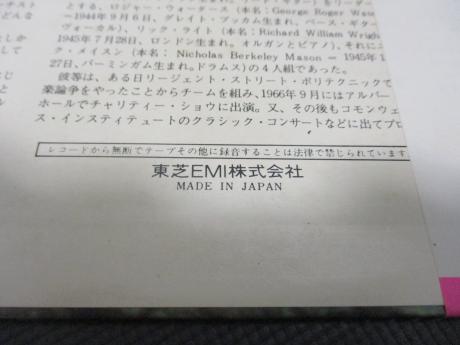 とする，ロジャー・ウォーター
—1944年9月6日，グレイト・ブッカム生まれ。ベース・ギタ
ヴォーカル），リック・ライト（本名：Richard William Wrigh
1945年7月28日，ロンドン生まれ。オルガンとピアノ），それにニ
ク・メイスン（本名：Nicholas Berkeley Mason — 1945年1
27日，バーミンガム生まれ。ドラムス）の4人組であった。
彼等は，ある日リージェント・ストリート・ポリテクニックで
楽論争をやったことからチームを組み、1966年9月にはアルバー
ホールでチャリティー・ショウに出演。又，その後もコモンウェ
ス・インスティテュートのクラシック・コンサートなどに出てプロ
レコードから無断でテープその他に録音することは法律で禁じられています
東芝EMI株式会社
MADE IN JAPAN